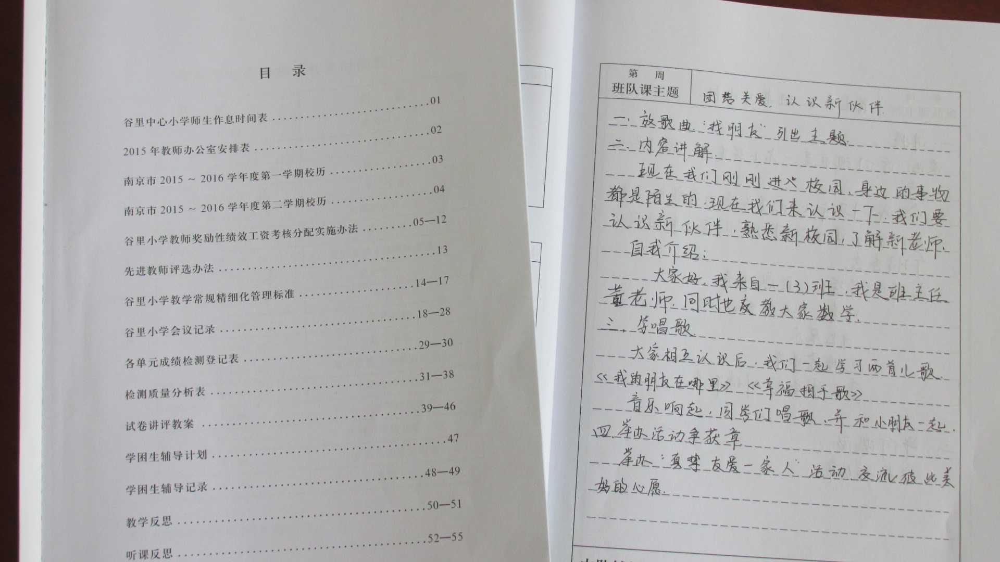 目 录
谷里中心小学师生作息时间表 ..........................01
2015 年教师办公室安排表 .............................02
南京市 2015 ~ 2016 学年度第一学期校历 .................03
南京市 2015 ~ 2016 学年度第二学期校历 .................04
谷里小学教师奖励性绩效工资考核分配实施办法 .........05—12
先进教师评选办法 ....................................13
谷里小学教学常规精细化管理标准 ...................14—17
谷里小学会议记录 ................................18—28
各单元成绩检测登记表 ............................29—30
检测质量分析表 ..................................31—38
试卷讲评教案 ...................................39—46
学困生辅导计划 ......................................47
学困生辅导记录 ..................................48—49
教学反思 ........................................50—51
听课反思 ........................................52—55
第 周
班队课主题
团结关爱，认识新伙伴.
一. 放歌曲“找朋友”引出主题.
二. 内容讲解
现在我们刚刚进入校园、身边的事物
都是陌生的.现在我们来认识一下.我们要
认识新伙伴.熟悉新校园,了解新老师.
自我介绍:
大家好.我来自一(3)班.我是班主任
董老师.同时也教大家数学.
三. 学唱歌.
大家相互认识后.我们一起学习两首儿歌.
<<我的朋友在哪里>> <<幸福拍手歌>>
音乐响起,同学们唱歌、并和小朋友一起.
四.举办活动争获章
举办“真挚友爱一家人”活动.交流彼此美
好的心愿.